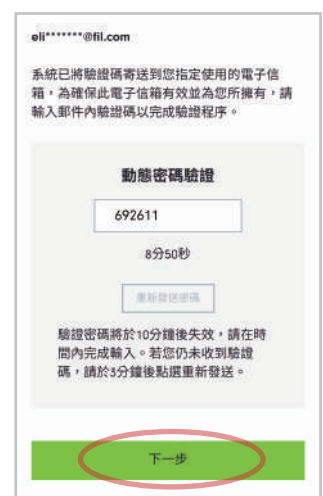 eli*******@fil.com
系統已將驗證碼寄送到您指定使用的電子信
箱，為確保此電子信箱有效並為您所擁有，請
輸入郵件內驗證碼以完成驗證程序。
動態密碼驗證
692611
8分50秒
重新發送密碼
驗證密碼將於10分鐘後失效，請在時
間內完成輸入。若您仍未收到驗證
碼，請於3分鐘後點選重新發送。
下一步